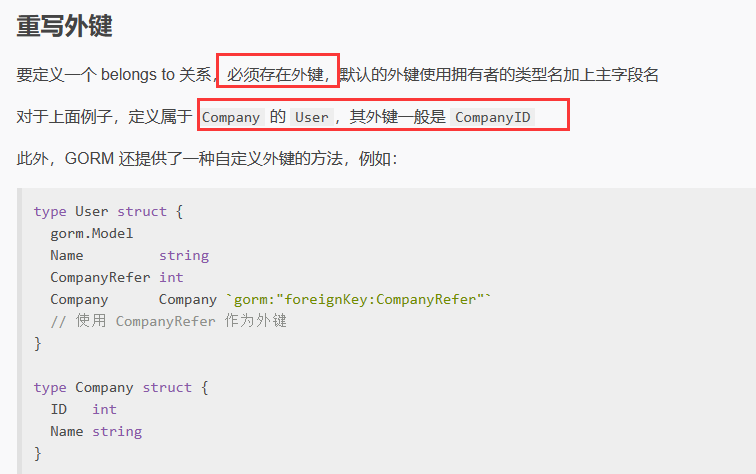 重写外键
要定义一个 belongs to 关系，必须存在外键，默认的外键使用拥有者的类型名加上主字段名
对于上面例子，定义属于 Company 的 User，其外键一般是 CompanyID
此外，GORM 还提供了一种自定义外键的方法，例如：
type User struct {
  gorm.Model
  Name         string
  CompanyRefer int
  Company      Company `gorm:"foreignKey:CompanyRefer"`
  // 使用 CompanyRefer 作为外键
}
type Company struct {
  ID   int
  Name string
}